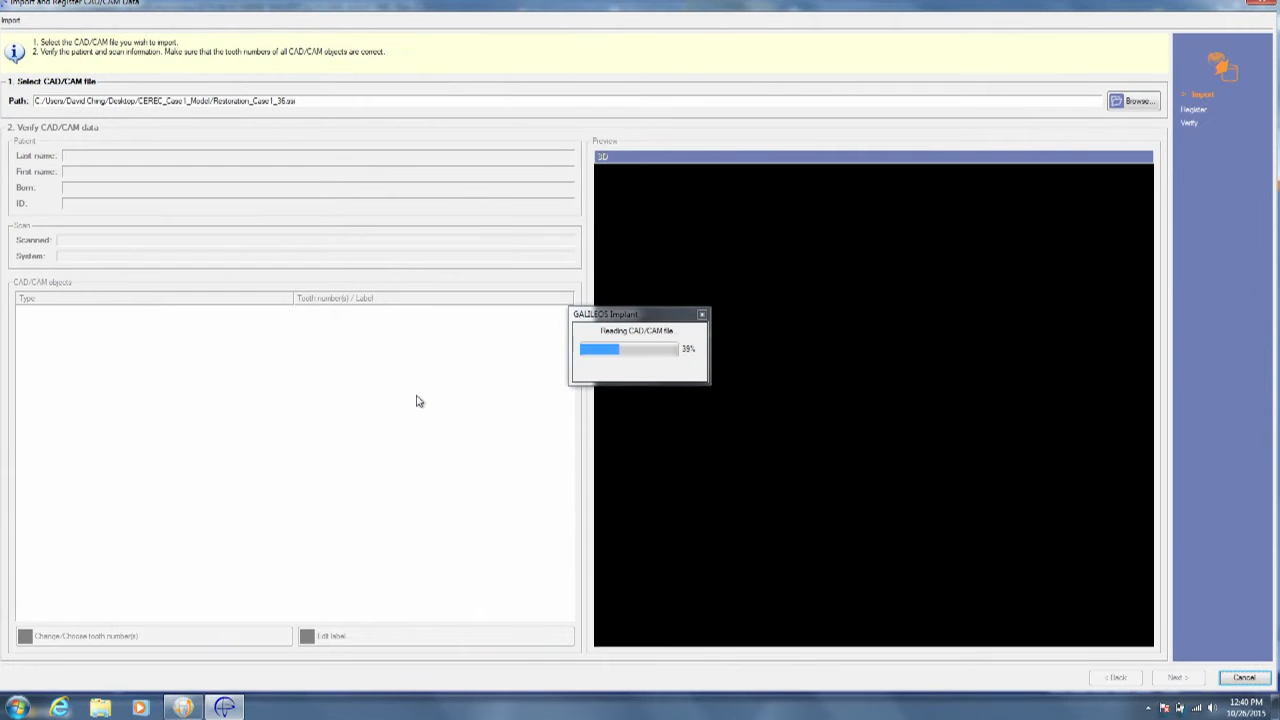 Import and Register CAD/CAM Data
Import
1. Select the CAD/CAM file you wish to import.
2. Verify the patient and scan information. Make sure that the tooth numbers of all CAD/CAM objects are correct.
1. Select CAD/CAM file
Path: C:/Users/David Ching/Desktop/CEREC_Case1_Model/Restoration_Case1_36.ssi Browse...
Import
Register
Verify
2. Verify CAD/CAM data
Patient
Last name:
First name:
Born:
ID:
Scan
Scanned:
System:
CAD/CAM objects
Type Tooth number(s) / Label
Change/Choose tooth number(s) Edit label...
Preview
3D
GALILEOS Implant
Reading CAD/CAM file
39%
< Back Next > Cancel
12:40 PM
10/26/2015